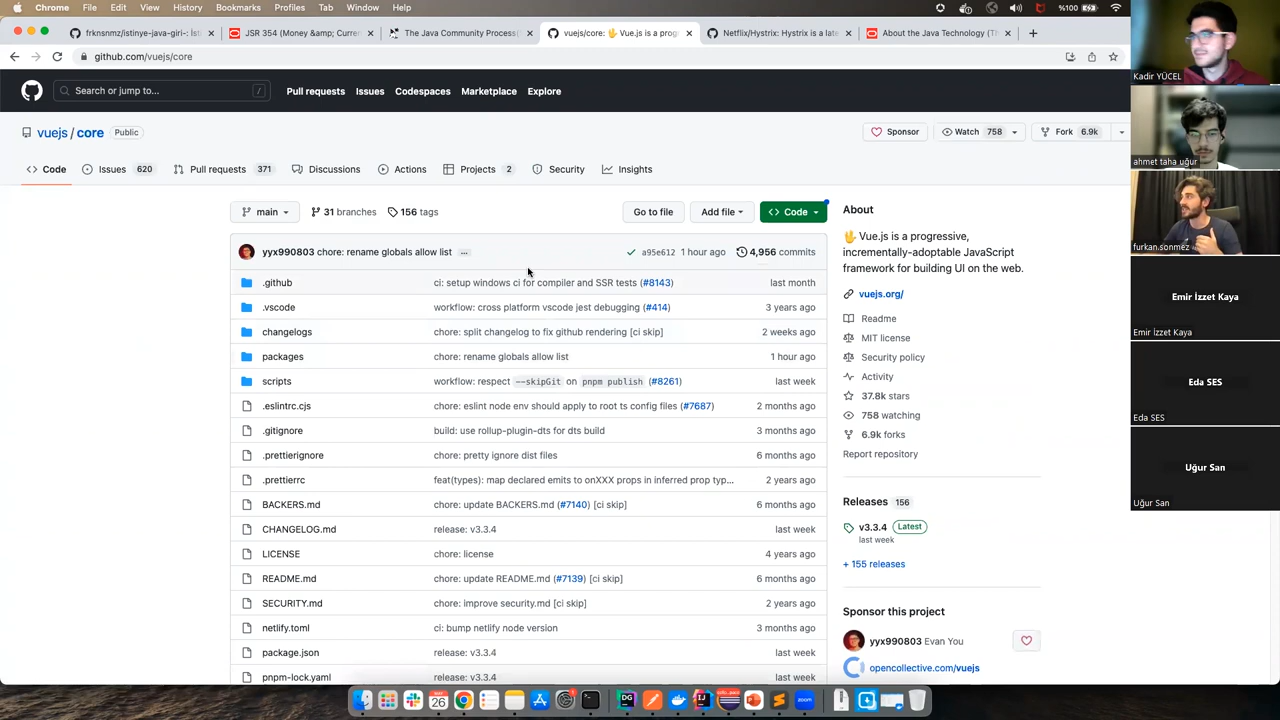 Chrome File Edit View History Bookmarks Profiles Tab Window Help %100
frknsnmz/istinye-java-giri-: İsti
JSR 354 (Money &amp; Curren
The Java Community Process(
vuejs/core: 🖖 Vue.js is a prog
Netflix/Hystrix: Hystrix is a late
About the Java Technology (Th
github.com/vuejs/core
Search or jump to... /
Pull requests Issues Codespaces Marketplace Explore
vuejs / core Public
Sponsor Watch 758 Fork 6.9k
Code Issues 620 Pull requests 371 Discussions Actions Projects 2 Security Insights
main 31 branches 156 tags Go to file Add file Code
yyx990803 chore: rename globals allow list ... a95e612 1 hour ago 4,956 commits
.github ci: setup windows ci for compiler and SSR tests (#8143) last month
.vscode workflow: cross platform vscode jest debugging (#414) 3 years ago
changelogs chore: split changelog to fix github rendering [ci skip] 2 weeks ago
packages chore: rename globals allow list 1 hour ago
scripts workflow: respect --skipGit on pnpm publish (#8261) last week
.eslintrc.cjs chore: eslint node env should apply to root ts config files (#7687) 2 months ago
.gitignore build: use rollup-plugin-dts for dts build 3 months ago
.prettierignore chore: pretty ignore dist files 6 months ago
.prettierrc feat(types): map declared emits to onXXX props in inferred prop typ... 2 years ago
BACKERS.md chore: update BACKERS.md (#7140) [ci skip] 6 months ago
CHANGELOG.md release: v3.3.4 last week
LICENSE chore: license 4 years ago
README.md chore: update README.md (#7139) [ci skip] 6 months ago
SECURITY.md chore: improve security.md [ci skip] 2 years ago
netlify.toml ci: bump netlify node version 3 months ago
package.json release: v3.3.4 last week
pnpm-lock.yaml release: v3.3.4 last week
About
🖖 Vue.js is a progressive,
incrementally-adoptable JavaScript
framework for building UI on the web.
vuejs.org/
Readme
MIT license
Security policy
Activity
37.8k stars
758 watching
6.9k forks
Report repository
Releases 156
v3.3.4 Latest
last week
+ 155 releases
Sponsor this project
yyx990803 Evan You
opencollective.com/vuejs
Kadir YÜCEL
ahmet taha uğur
furkan.sonmez
Emir İzzet Kaya
Emir İzzet Kaya
Eda SES
Eda SES
Uğur San
Uğur San
26
DG
zoom